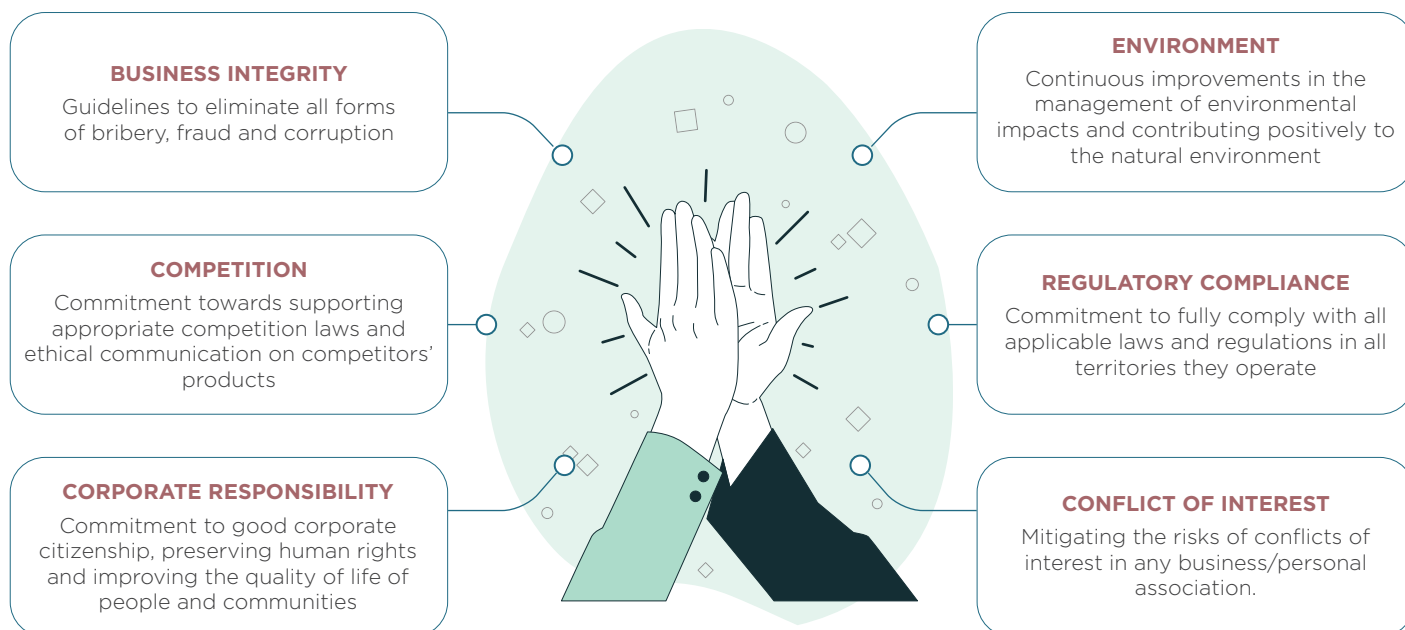 BUSINESS INTEGRITY
Guidelines to eliminate all forms
of bribery, fraud and corruption
COMPETITION
Commitment towards supporting
appropriate competition laws and
ethical communication on competitors’
products
CORPORATE RESPONSIBILITY
Commitment to good corporate
citizenship, preserving human rights
and improving the quality of life of
people and communities
ENVIRONMENT
Continuous improvements in the
management of environmental
impacts and contributing positively to
the natural environment
REGULATORY COMPLIANCE
Commitment to fully comply with all
applicable laws and regulations in all
territories they operate
CONFLICT OF INTEREST
Mitigating the risks of conflicts of
interest in any business/personal
association.